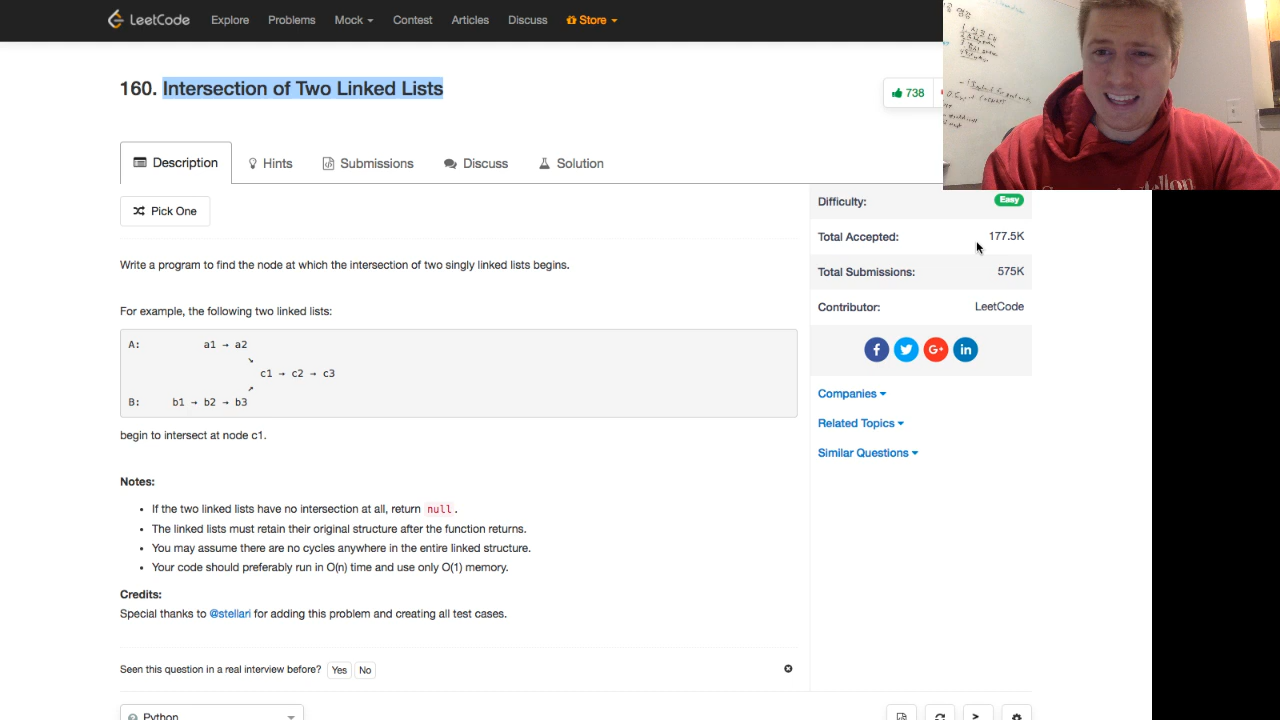 LeetCode Explore Problems Mock Contest Articles Discuss Store
160. Intersection of Two Linked Lists
738
Description Hints Submissions Discuss Solution
Pick One
Difficulty: Easy
Total Accepted: 177.5K
Total Submissions: 575K
Contributor: LeetCode
Companies
Related Topics
Similar Questions
Write a program to find the node at which the intersection of two singly linked lists begins.
For example, the following two linked lists:
A: a1 → a2
↘
c1 → c2 → c3
↗
B: b1 → b2 → b3
begin to intersect at node c1.
Notes:
• If the two linked lists have no intersection at all, return null.
• The linked lists must retain their original structure after the function returns.
• You may assume there are no cycles anywhere in the entire linked structure.
• Your code should preferably run in O(n) time and use only O(1) memory.
Credits:
Special thanks to @stellari for adding this problem and creating all test cases.
Seen this question in a real interview before? Yes No
Python